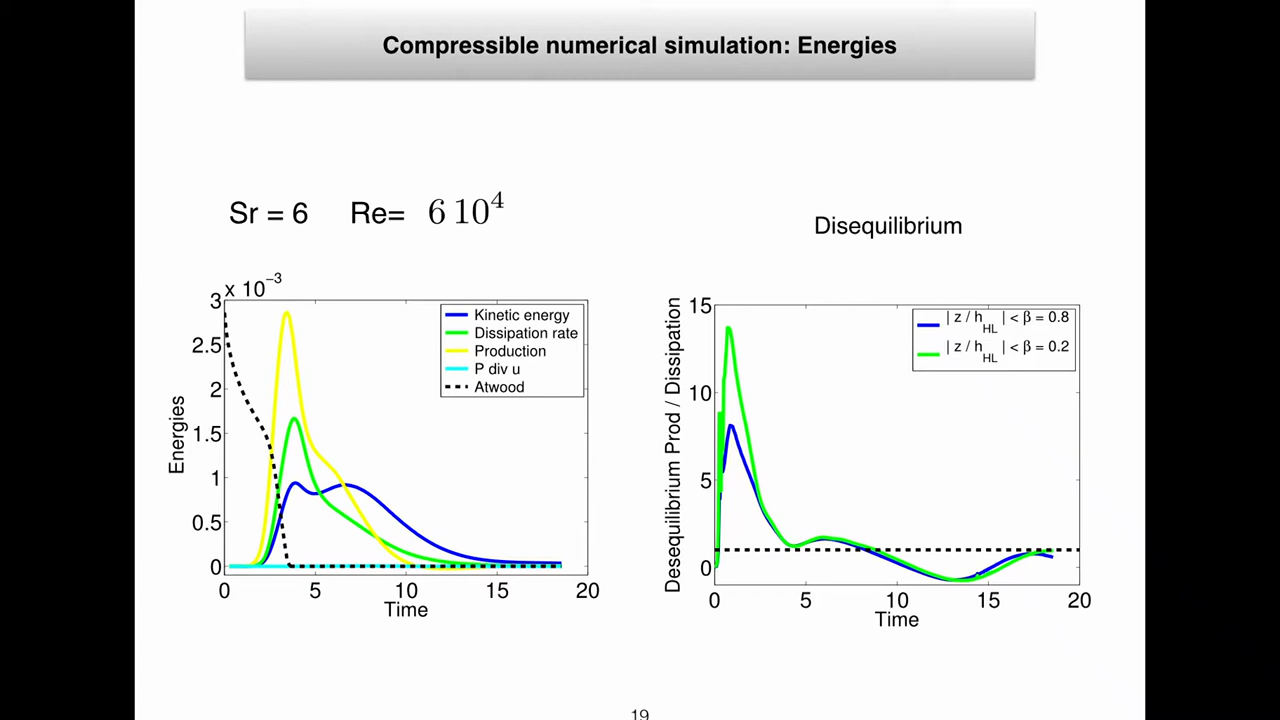 Compressible numerical simulation: Energies
Sr = 6 Re= 6 10^4
Disequilibrium
x 10^−3
3
2.5
2
1.5
1
0.5
0
Energies
0 5 10 15 20
Time
Kinetic energy
Dissipation rate
Production
P div u
Atwood
15
10
5
0
Desequilibrium Prod / Dissipation
0 5 10 15 20
Time
| z / h_HL | < β = 0.8
| z / h_HL | < β = 0.2
19